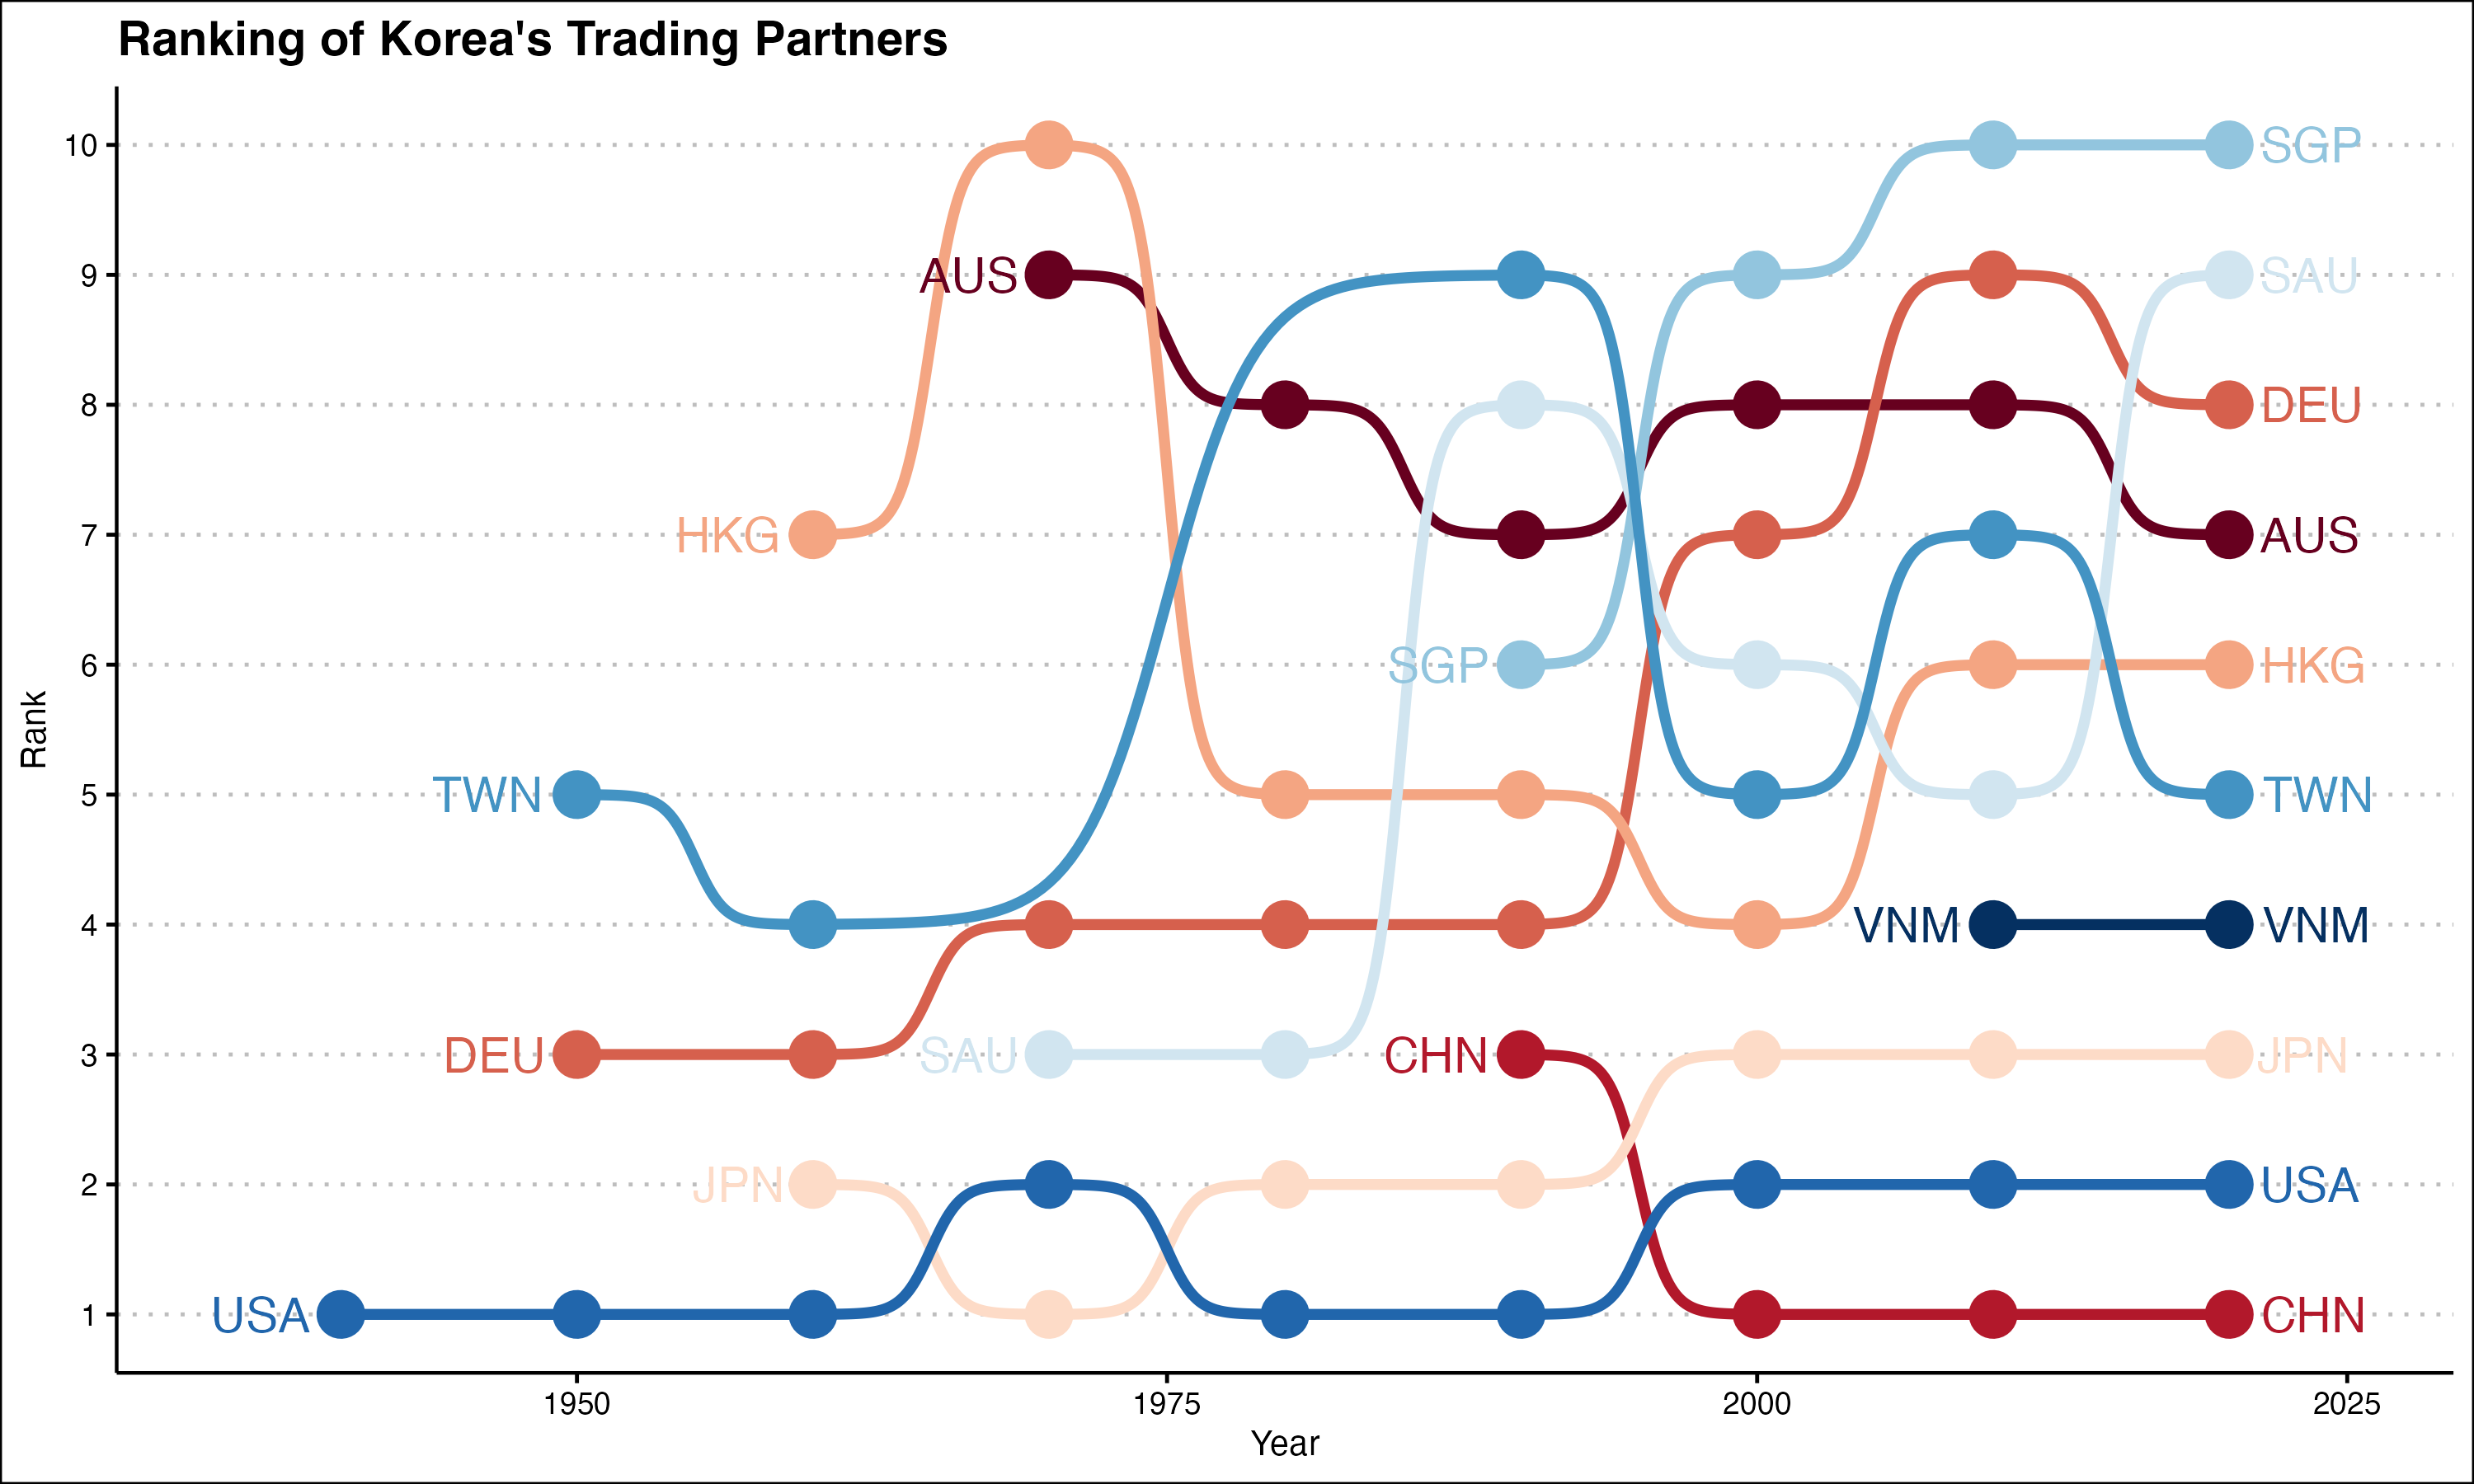 Ranking of Korea's Trading Partners
10
SGP
9
AUS
SAU
8
DEU
7
HKG
AUS
6
SGP
HKG
5
TWN
TWN
4
VNM
VNM
3
DEU
SAU
CHN
JPN
2
JPN
USA
1
USA
CHN
Rank
1950
1975
2000
2025
Year